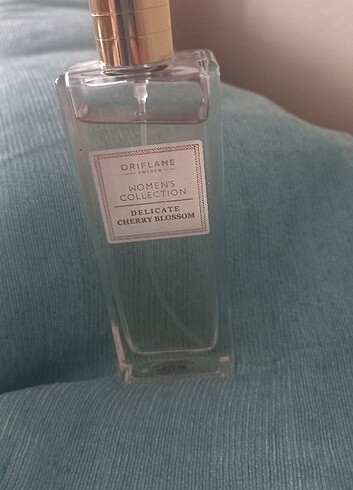 ORIFLAME
SWEDEN
WOMEN'S
COLLECTION
DELICATE
CHERRY BLOSSOM